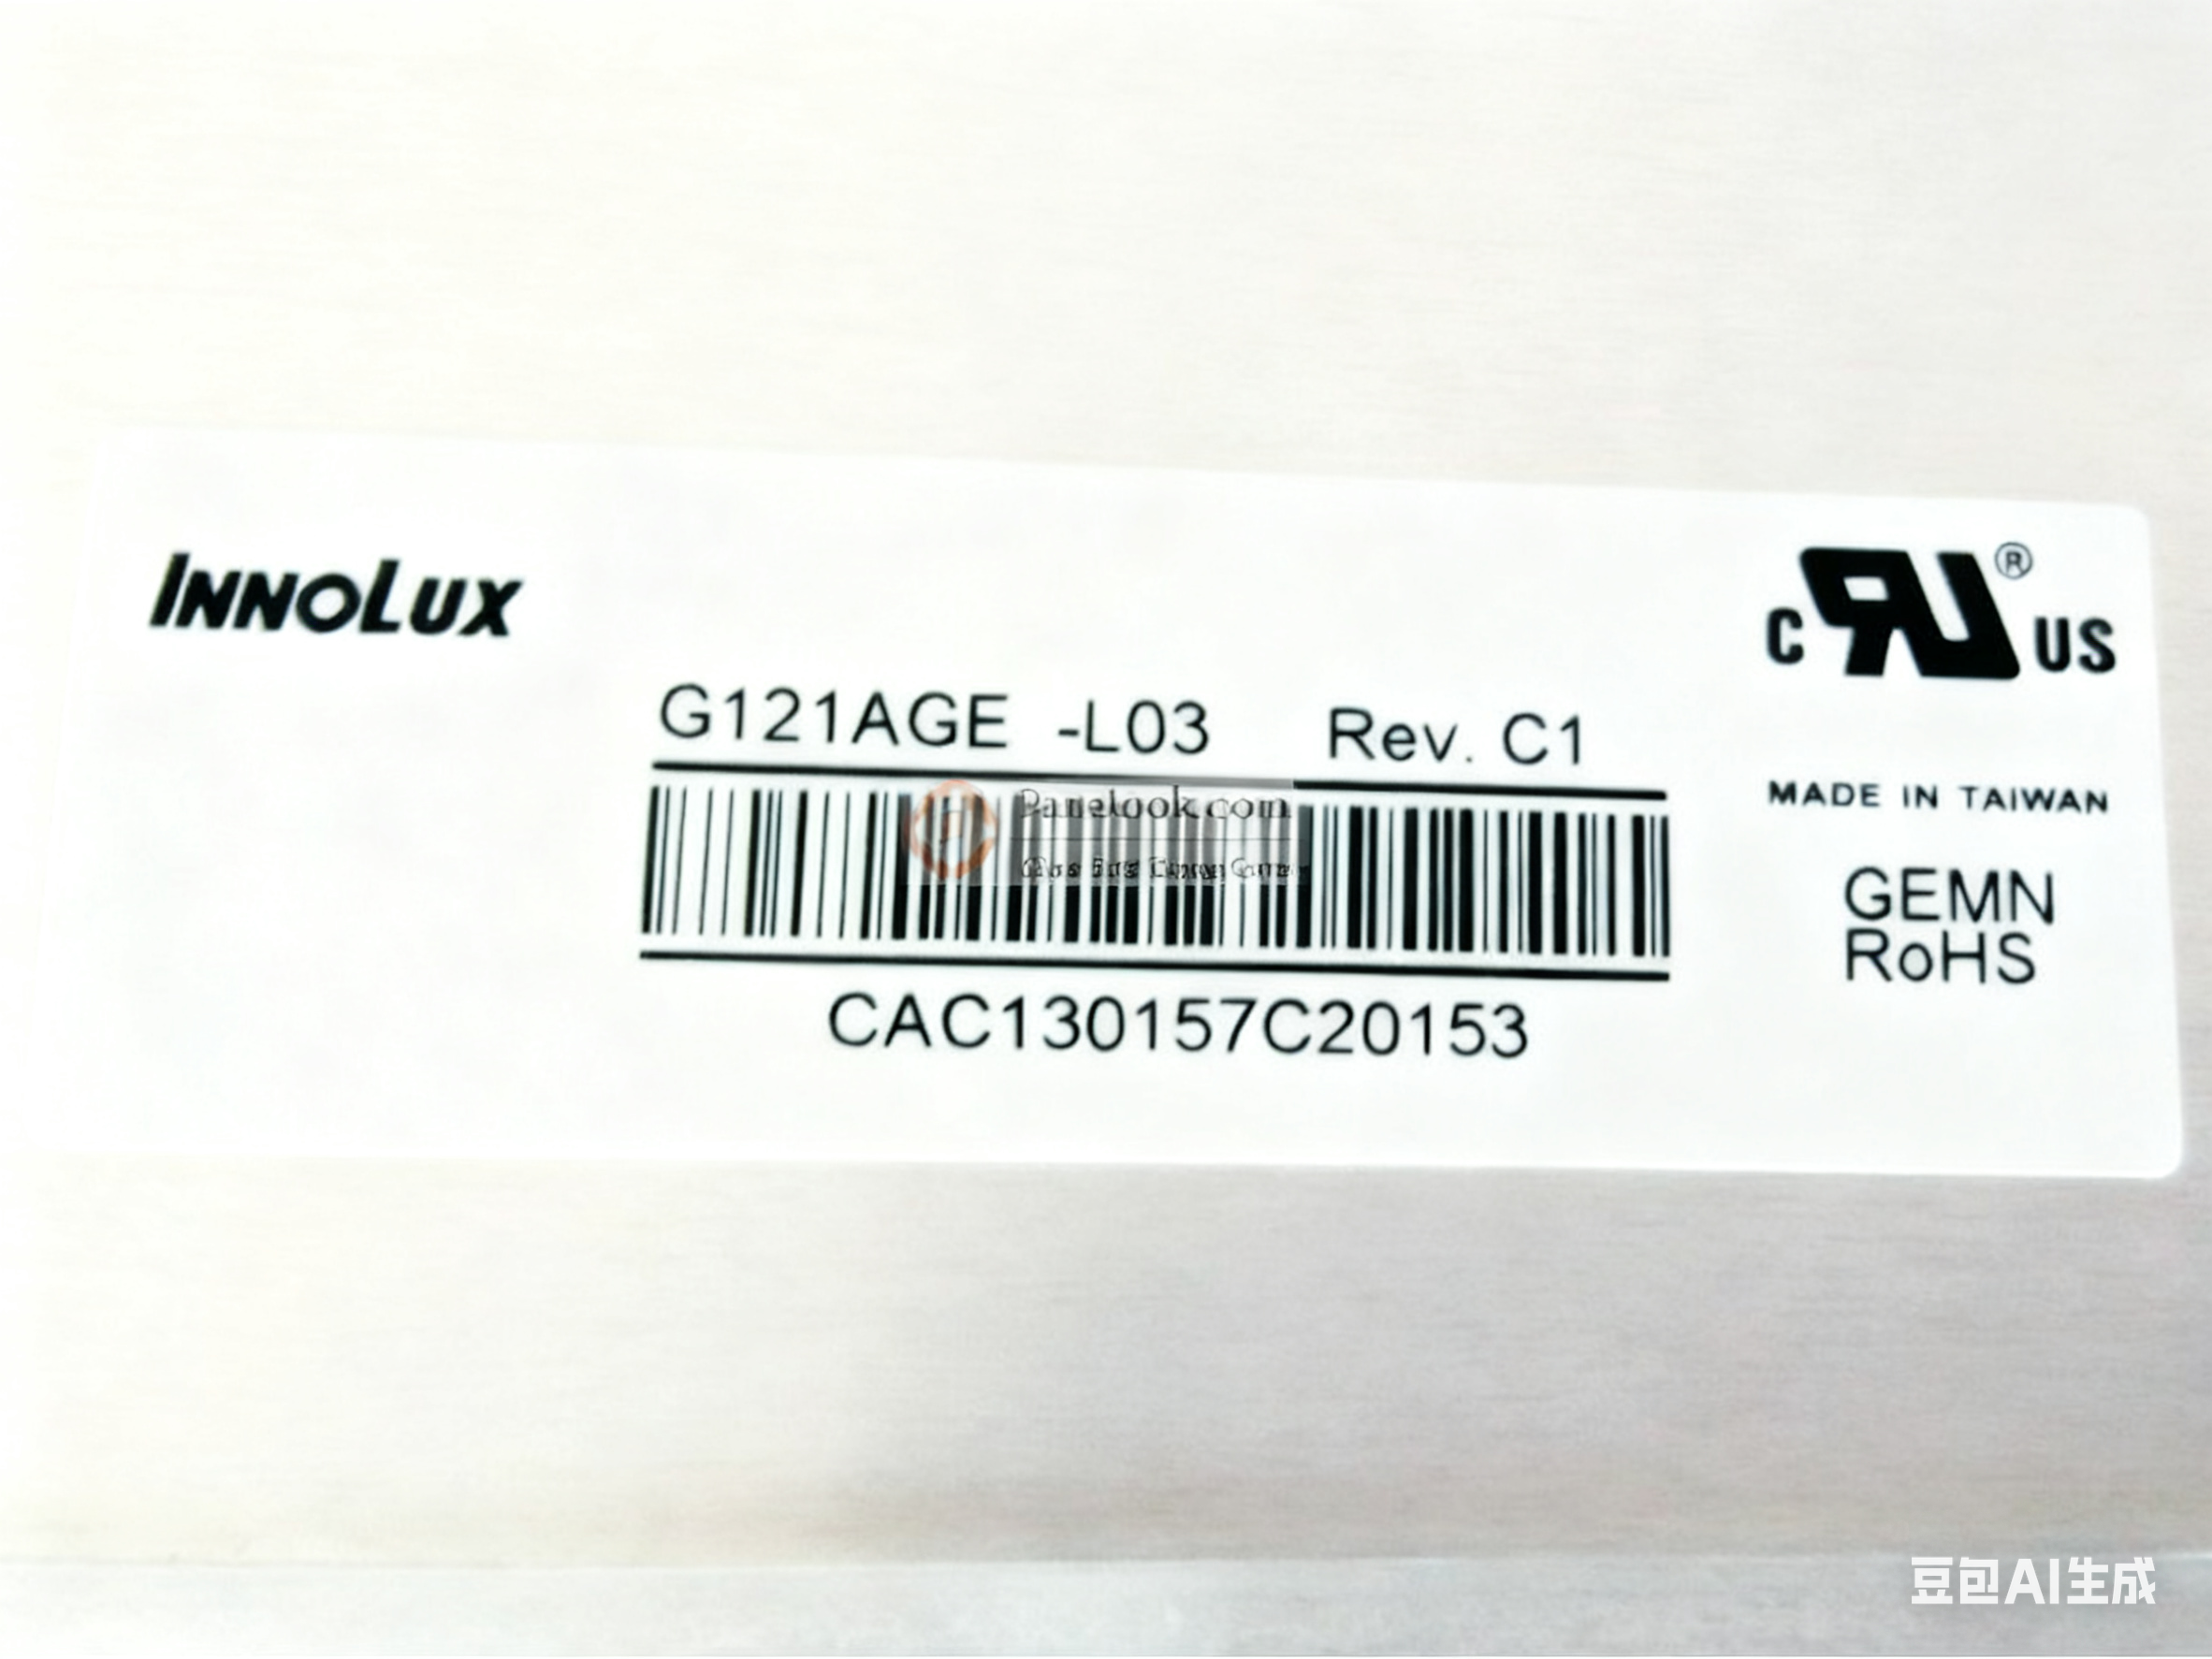 INNOLUX
C RU® US
G121AGE -L03 Rev. C1
Panelook.com
MADE IN TAIWAN
GEMN
RoHS
CAC130157C20153
豆包AI生成